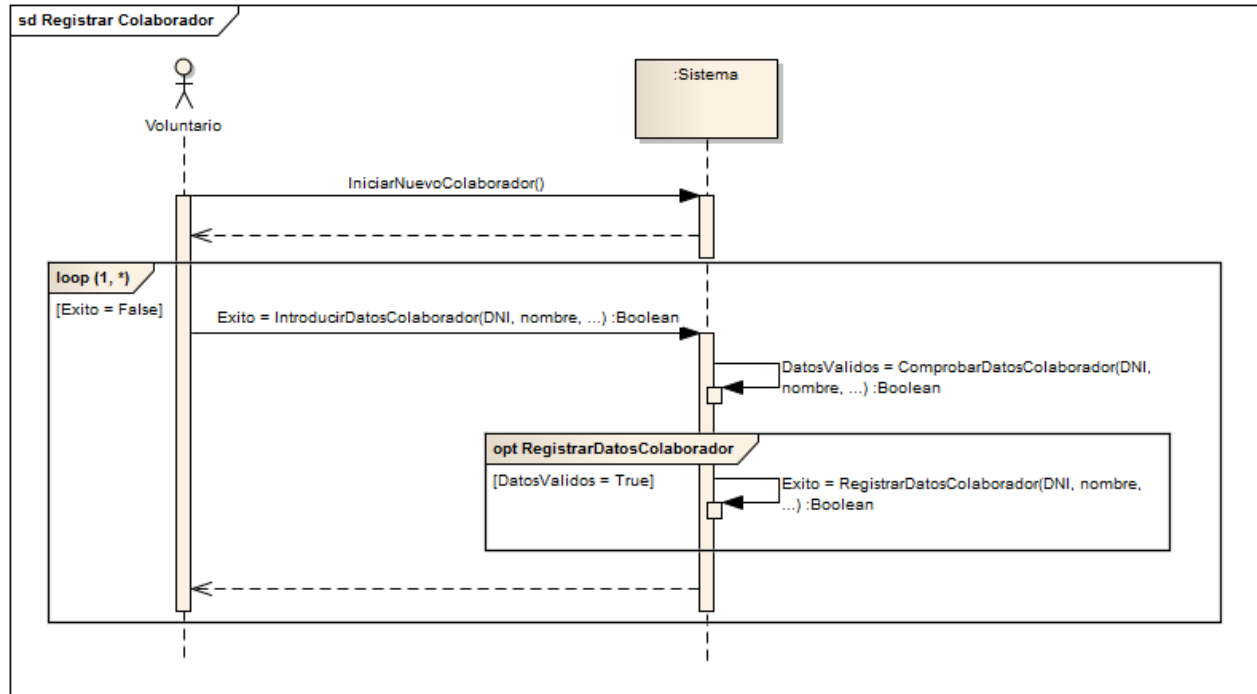 sd Registrar Colaborador
Voluntario
:Sistema
IniciarNuevoColaborador()
loop (1, *)
[Exito = False]
Exito = IntroducirDatosColaborador(DNI, nombre, ...) :Boolean
DatosValidos = ComprobarDatosColaborador(DNI,
nombre, ...) :Boolean
opt RegistrarDatosColaborador
[DatosValidos = True]
Exito = RegistrarDatosColaborador(DNI, nombre,
...) :Boolean